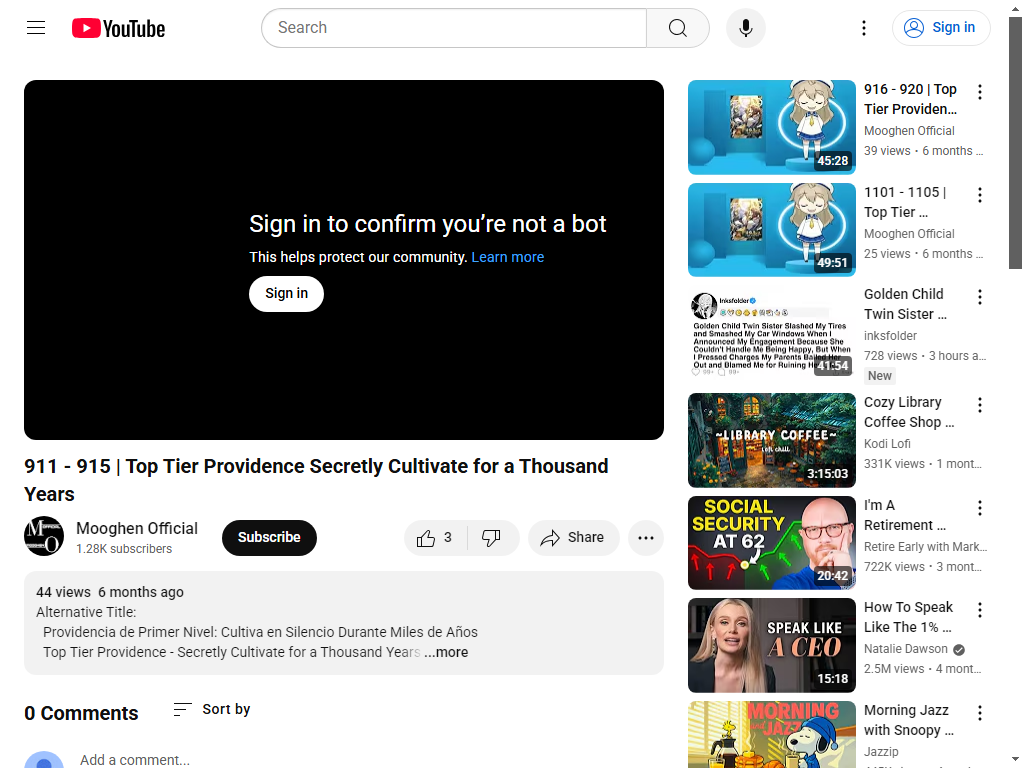 YouTube
Search
Sign in
Sign in to confirm you’re not a bot
This helps protect our community. Learn more
Sign in
911 - 915 | Top Tier Providence Secretly Cultivate for a Thousand
Years
Mooghen Official
1.28K subscribers
Subscribe
3
Share
44 views 6 months ago
Alternative Title:
Providencia de Primer Nivel: Cultiva en Silencio Durante Miles de Años
Top Tier Providence - Secretly Cultivate for a Thousand Years ...more
0 Comments
Sort by
Add a comment...
45:28
916 - 920 | Top
Tier Providen...
Mooghen Official
39 views • 6 months ...
49:51
1101 - 1105 |
Top Tier ...
Mooghen Official
25 views • 6 months ...
Inksfolder
Golden Child Twin Sister Slashed My Tires
and Smashed My Car Windows When I
Announced My Engagement Because She
Couldn't Handle Me Being Happy, But When
I Pressed Charges My Parents Bailed Her
Out and Blamed Me for Ruining
41:54
Golden Child
Twin Sister ...
inksfolder
728 views • 3 hours a...
New
~LIBRARY COFFEE~
lofi chill
3:15:03
Cozy Library
Coffee Shop ...
Kodi Lofi
331K views • 1 mont...
SOCIAL
SECURITY
AT 62
20:42
I'm A
Retirement ...
Retire Early with Mark...
722K views • 3 mont...
SPEAK LIKE
A CEO
15:18
How To Speak
Like The 1% ...
Natalie Dawson
2.5M views • 4 mont...
MORNING
and JAZZ
Morning Jazz
with Snoopy ...
Jazzip